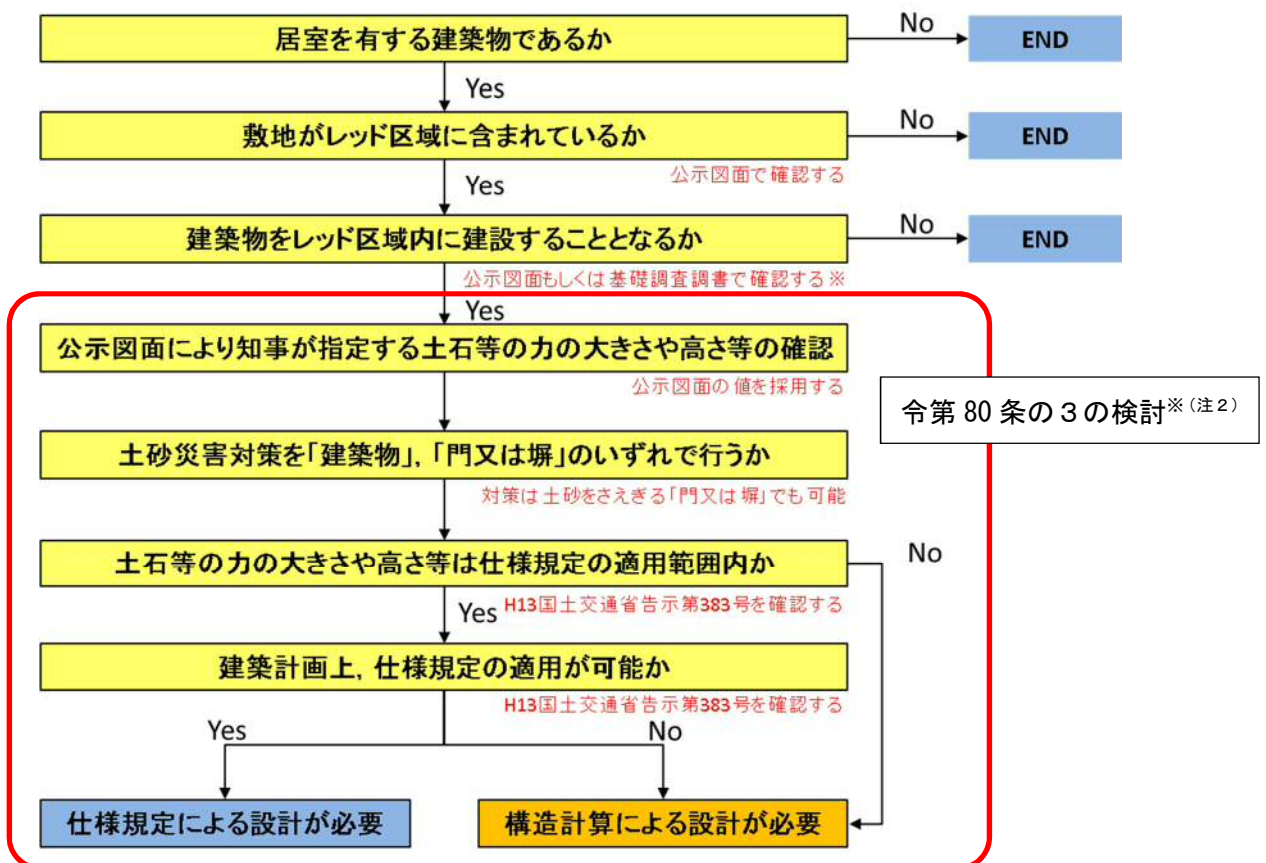 居室を有する建築物であるか
No
END
Yes
敷地がレッド区域に含まれているか
No
END
公示図面で確認する
Yes
建築物をレッド区域内に建設することとなるか
No
END
公示図面もしくは基礎調査調書で確認する※
Yes
公示図面により知事が指定する土石等の力の大きさや高さ等の確認
公示図面の値を採用する
令第80条の3の検討※(注2)
土砂災害対策を「建築物」,「門又は塀」のいずれで行うか
対策は土砂をさえぎる「門又は塀」でも可能
土石等の力の大きさや高さ等は仕様規定の適用範囲内か
No
Yes
H13国土交通省告示第383号を確認する
建築計画上,仕様規定の適用が可能か
H13国土交通省告示第383号を確認する
Yes
No
仕様規定による設計が必要
構造計算による設計が必要